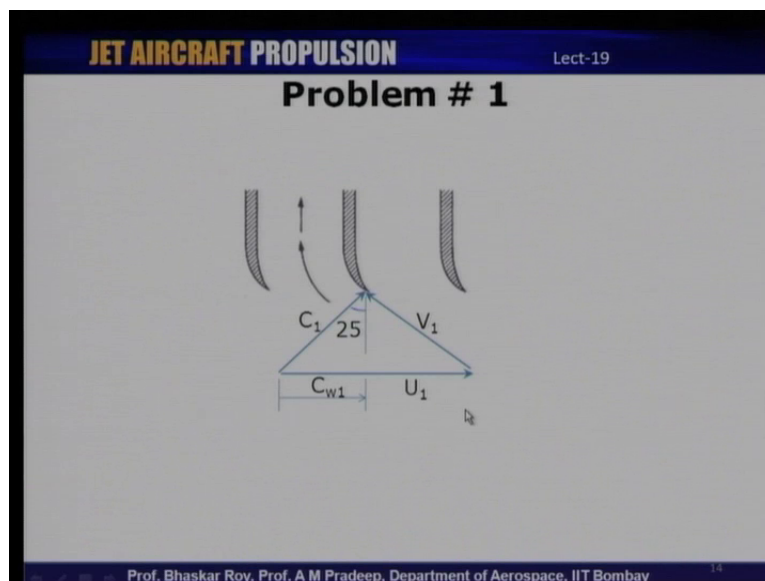 JET AIRCRAFT PROPULSION Lect-19
Problem # 1
C1 25 V1
Cw1 U1
14
Prof. Bhaskar Roy, Prof. A M Pradeep, Department of Aerospace, IIT Bombay